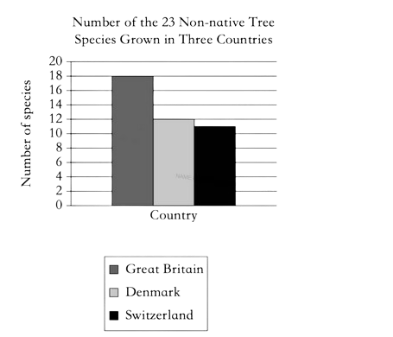 Number of the 23 Non-native Tree
Species Grown in Three Countries
Number of species
20
18
16
14
12
10
8
6
4
2
0
Country
Great Britain
Denmark
Switzerland